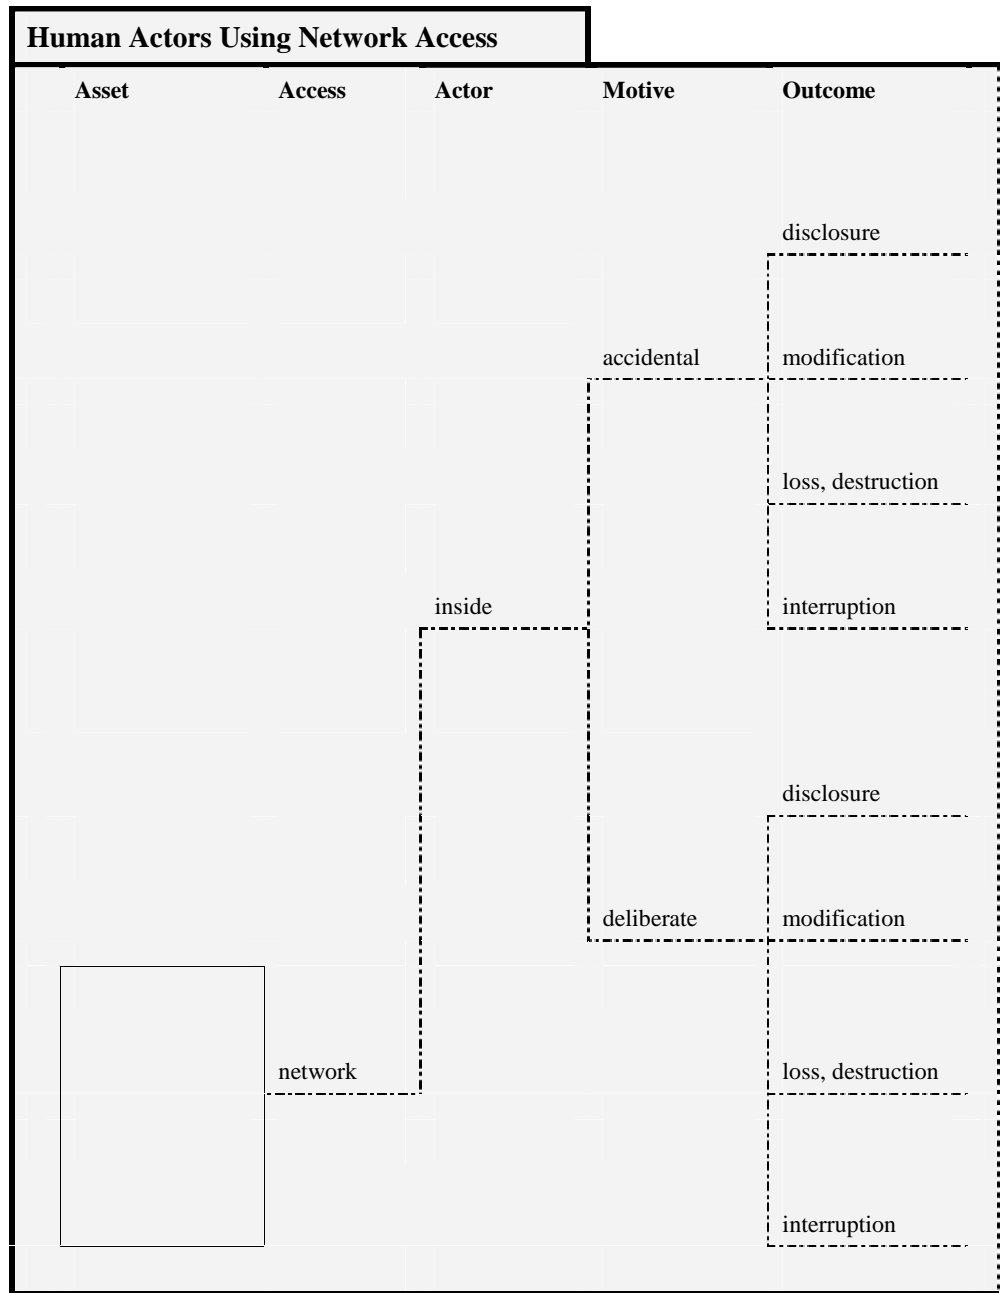 Human Actors Using Network Access
Asset Access Actor Motive Outcome
disclosure
accidental modification
loss, destruction
inside interruption
disclosure
deliberate modification
network loss, destruction
interruption